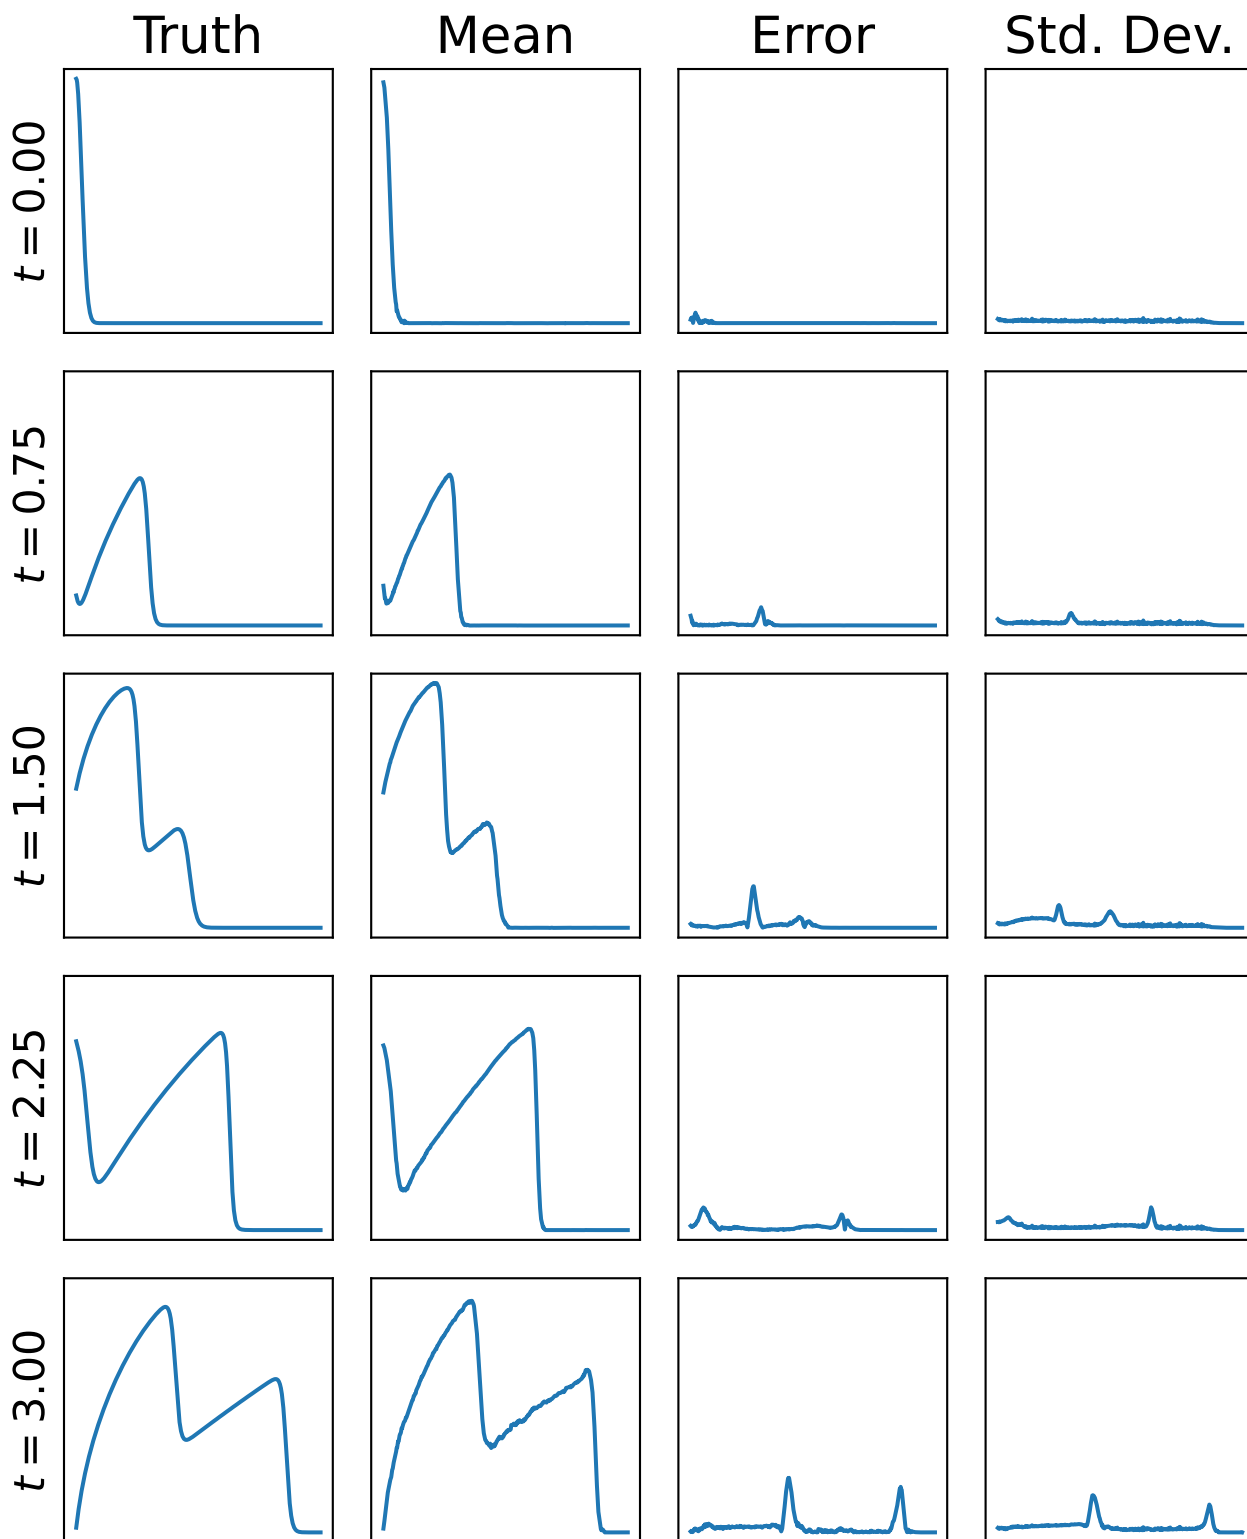 Truth Mean Error Std. Dev.
t = 0.00
t = 0.75
t = 1.50
t = 2.25
t = 3.00